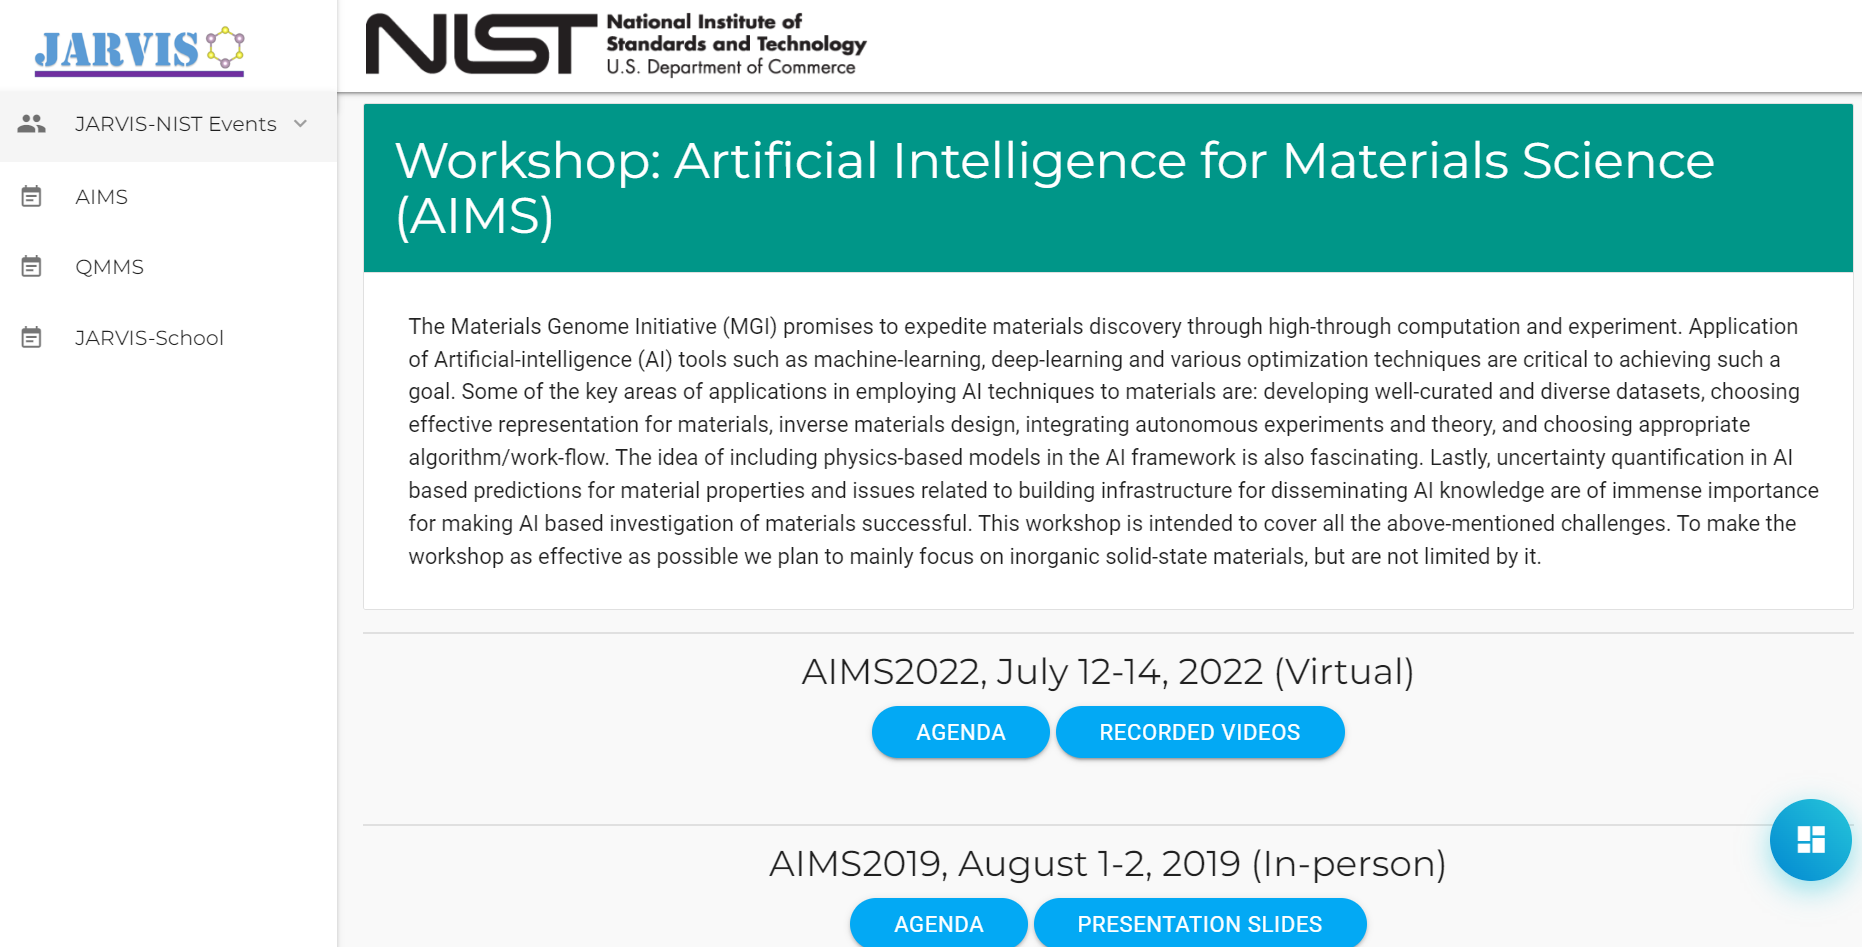 JARVIS
NIST
National Institute of
Standards and Technology
U.S. Department of Commerce
JARVIS-NIST Events
AIMS
QMMS
JARVIS-School
Workshop: Artificial Intelligence for Materials Science
(AIMS)
The Materials Genome Initiative (MGI) promises to expedite materials discovery through high-through computation and experiment. Application
of Artificial-intelligence (AI) tools such as machine-learning, deep-learning and various optimization techniques are critical to achieving such a
goal. Some of the key areas of applications in employing AI techniques to materials are: developing well-curated and diverse datasets, choosing
effective representation for materials, inverse materials design, integrating autonomous experiments and theory, and choosing appropriate
algorithm/work-flow. The idea of including physics-based models in the AI framework is also fascinating. Lastly, uncertainty quantification in AI
based predictions for material properties and issues related to building infrastructure for disseminating AI knowledge are of immense importance
for making AI based investigation of materials successful. This workshop is intended to cover all the above-mentioned challenges. To make the
workshop as effective as possible we plan to mainly focus on inorganic solid-state materials, but are not limited by it.
AIMS2022, July 12-14, 2022 (Virtual)
AGENDA RECORDED VIDEOS
AIMS2019, August 1-2, 2019 (In-person)
AGENDA PRESENTATION SLIDES